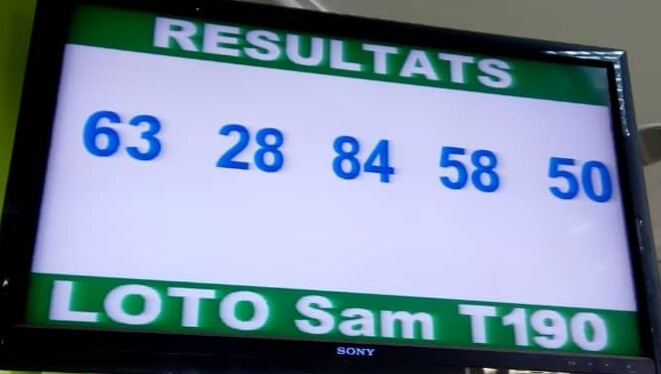 RESULTATS
63 28 84 58 50
LOTO Sam T190
SONY